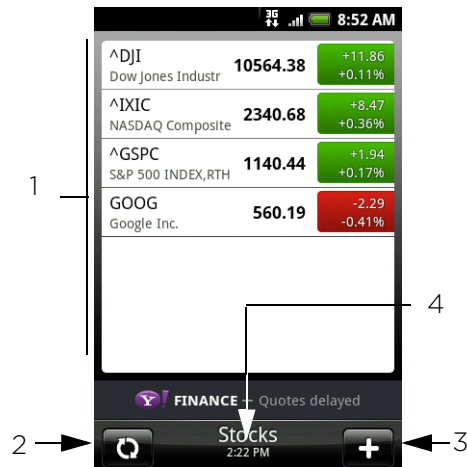 3G 8:52 AM
1
^DJI
Dow Jones Industr
10564.38
+11.86
+0.11%
^IXIC
NASDAQ Composite
2340.68
+8.47
+0.36%
^GSPC
S&P 500 INDEX,RTH
1140.44
+1.94
+0.17%
GOOG
Google Inc.
560.19
-2.29
-0.41%
4
Y! FINANCE - Quotes delayed
2
Stocks
2:22 PM
3